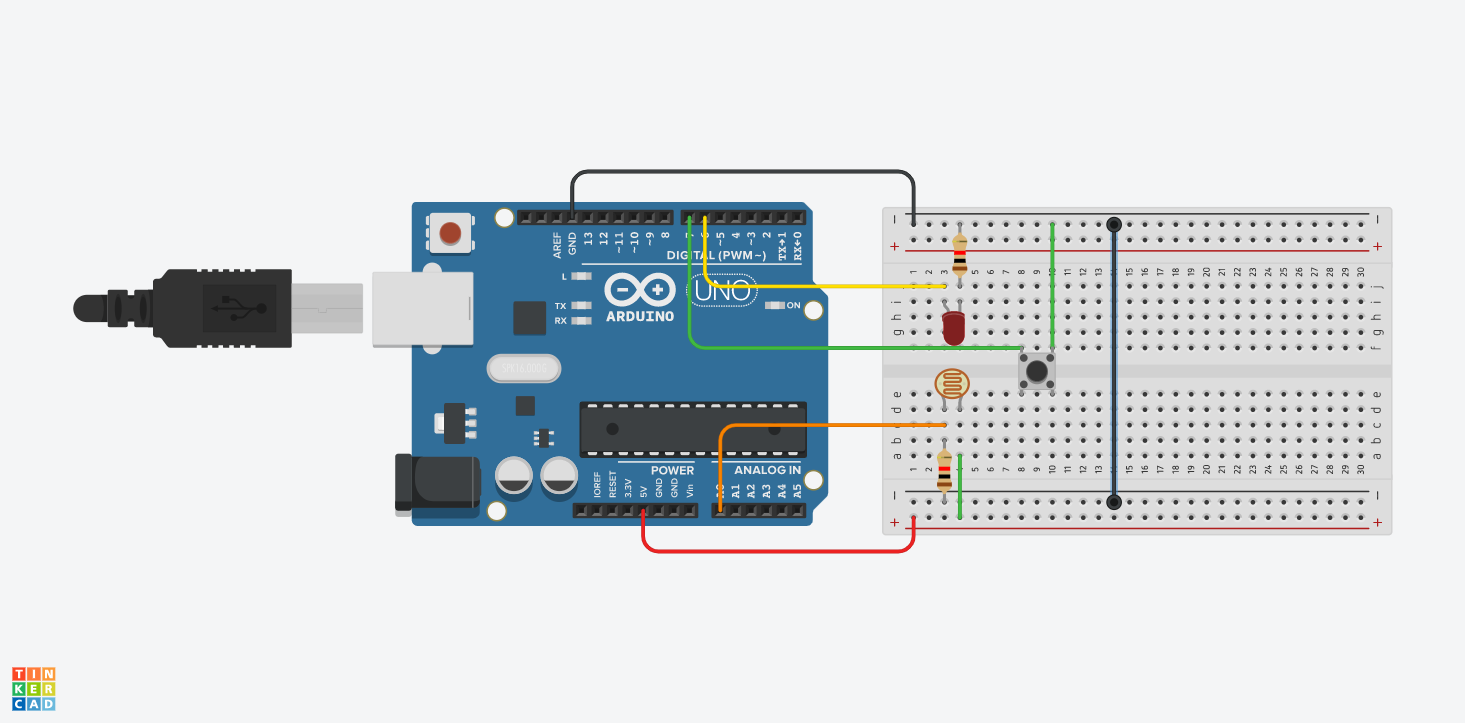 AREF
GND
13
12
~11
~10
~9
8
~5
4
~3
2
TX→1
RX←0
DIGITAL (PWM~)
L
TX
RX
ARDUINO
UNO
ON
POWER
ANALOG IN
IOREF
RESET
3.3V
5V
GND
GND
Vin
A1
A2
A3
A4
A5
− −
+ +
1 2 3 4 5 6 7 8 9 10 11 12 13 15 16 17 18 19 20 21 22 23 24 25 26 27 28 29 30
j
i i
h h
g g
f
e e
d d
c
b b
a a
1 2 3 4 5 6 7 8 9 10 11 12 13 15 16 17 18 19 20 21 22 23 24 25 26 27 28 29 30
− −
+ +
TIN
KER
CAD